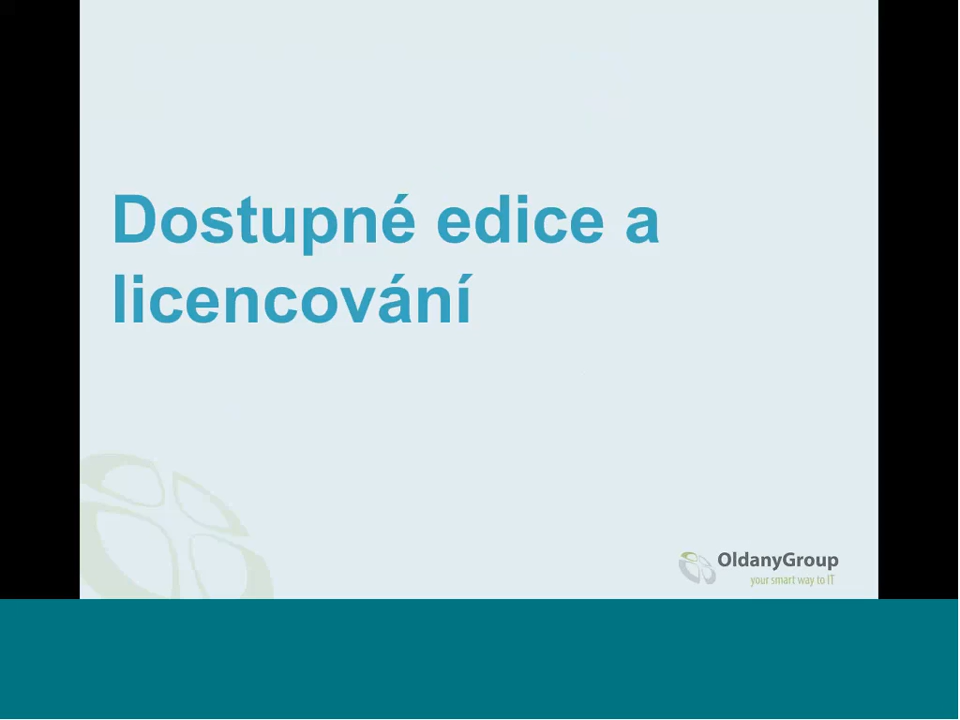 Dostupné edice a
licencování
OldanyGroup
your smart way to IT